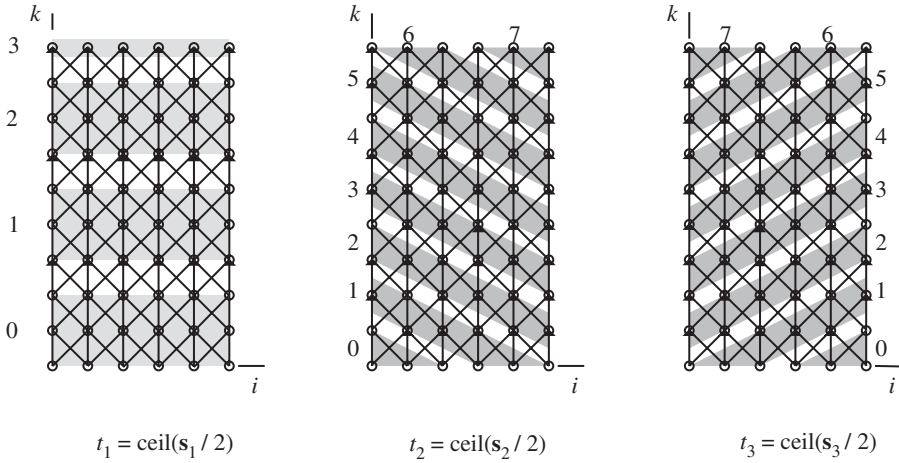 k
3
2
1
0
i
t₁ = ceil(s₁ / 2)
k
6
7
5
4
3
2
1
0
i
t₂ = ceil(s₂ / 2)
k
7
6
5
4
3
2
1
0
i
t₃ = ceil(s₃ / 2)